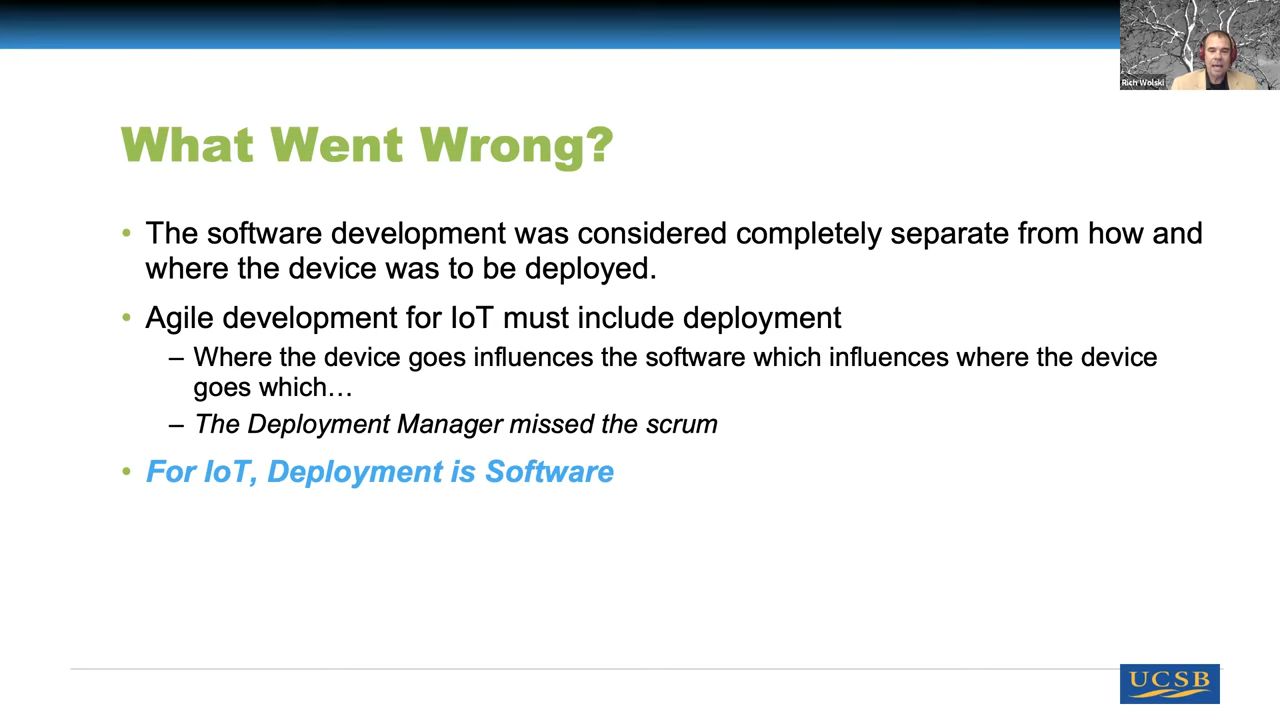 Rich Wolski
What Went Wrong?
• The software development was considered completely separate from how and
where the device was to be deployed.
• Agile development for IoT must include deployment
– Where the device goes influences the software which influences where the device
goes which…
– The Deployment Manager missed the scrum
• For IoT, Deployment is Software
UCSB